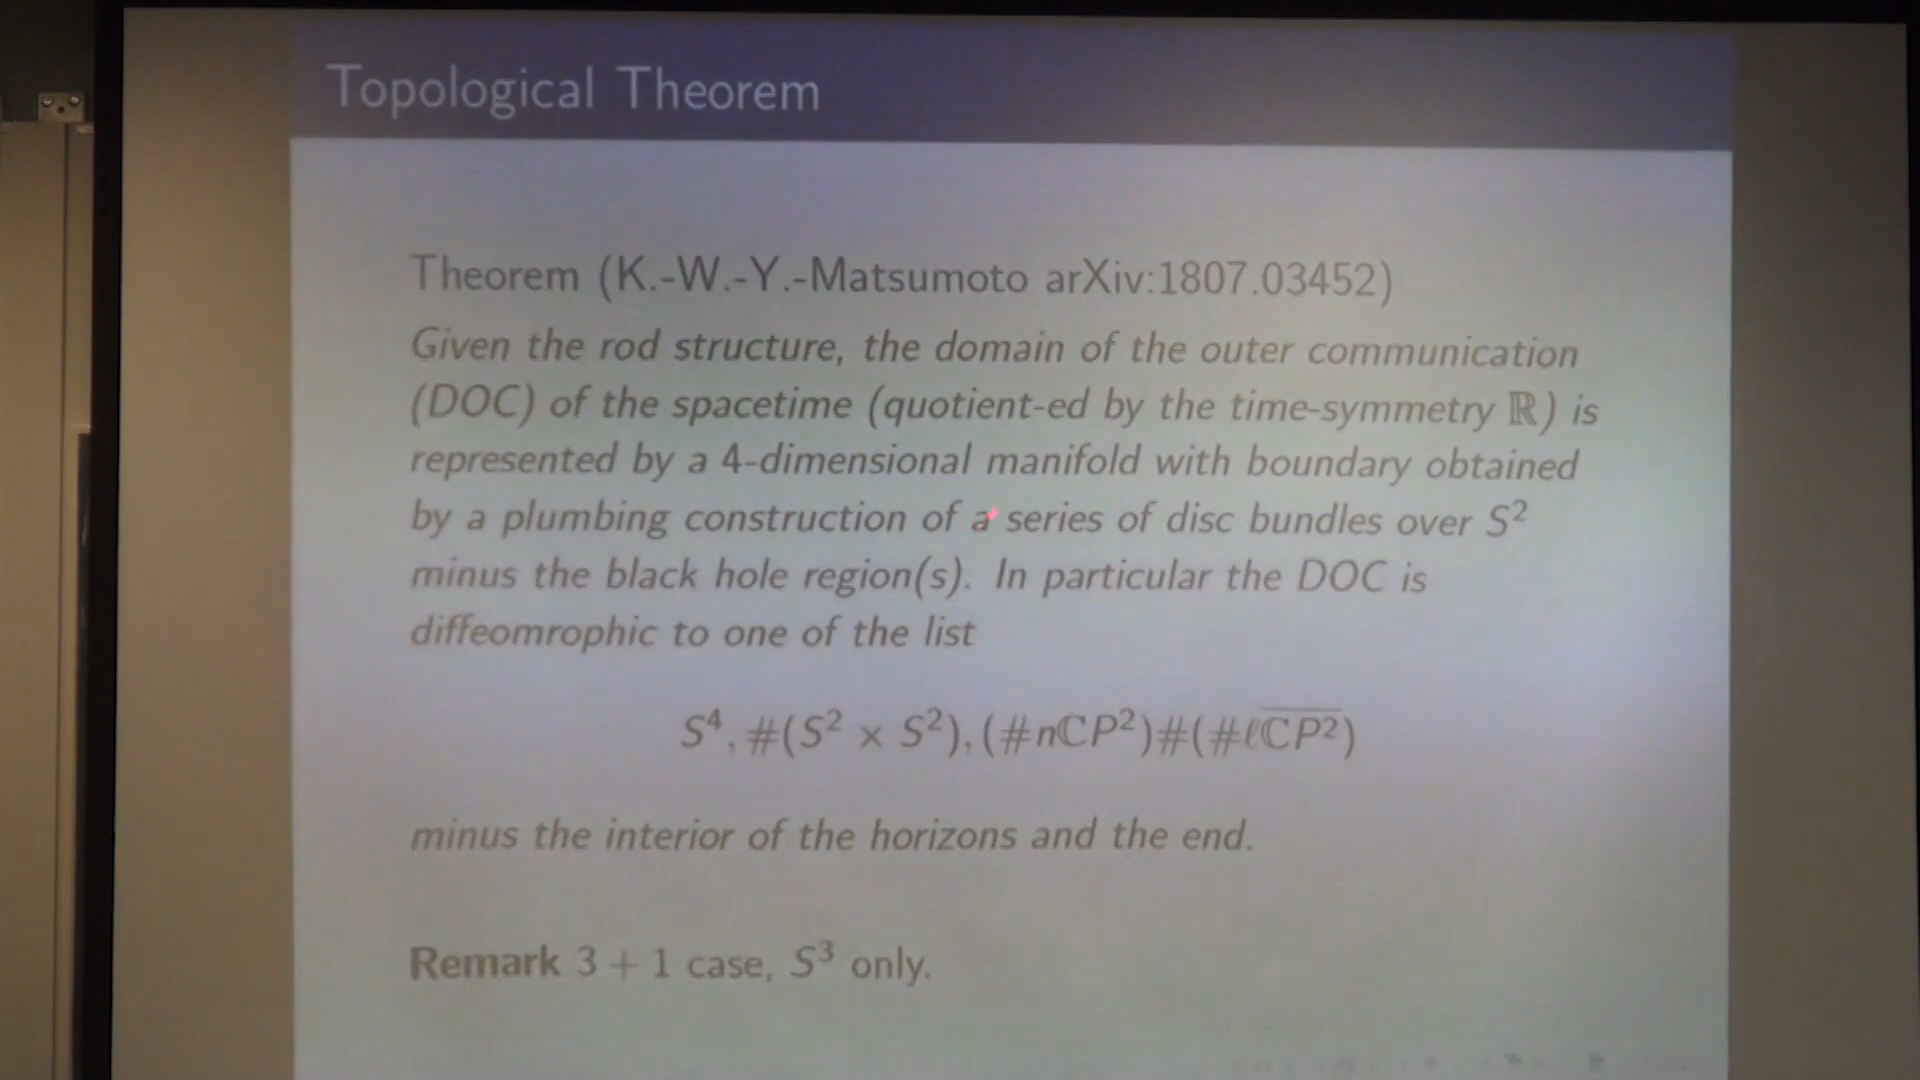 Topological Theorem
Theorem (K.-W.-Y.-Matsumoto arXiv:1807.03452)
Given the rod structure, the domain of the outer communication
(DOC) of the spacetime (quotient-ed by the time-symmetry ℝ) is
represented by a 4-dimensional manifold with boundary obtained
by a plumbing construction of a series of disc bundles over S²
minus the black hole region(s). In particular the DOC is
diffeomrophic to one of the list
S⁴, #(S² × S²), (#nℂP²)#(#ℓ\overline{ℂP²})
minus the interior of the horizons and the end.
Remark 3 + 1 case, S³ only.